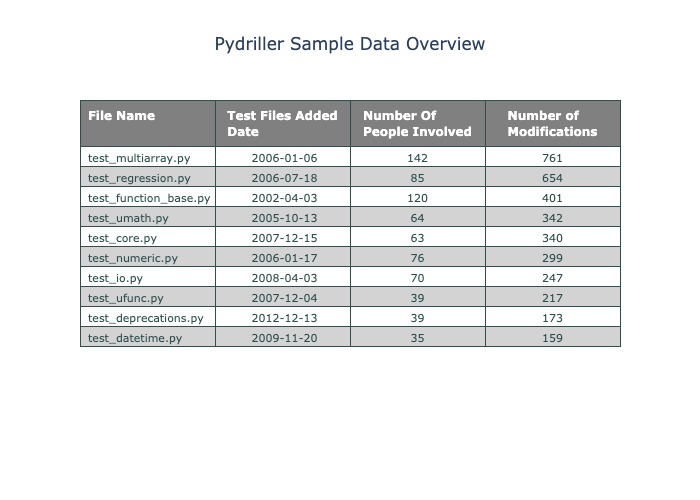 Pydriller Sample Data Overview
File Name Test Files Added Date Number Of People Involved Number of Modifications
test_multiarray.py 2006-01-06 142 761
test_regression.py 2006-07-18 85 654
test_function_base.py 2002-04-03 120 401
test_umath.py 2005-10-13 64 342
test_core.py 2007-12-15 63 340
test_numeric.py 2006-01-17 76 299
test_io.py 2008-04-03 70 247
test_ufunc.py 2007-12-04 39 217
test_deprecations.py 2012-12-13 39 173
test_datetime.py 2009-11-20 35 159